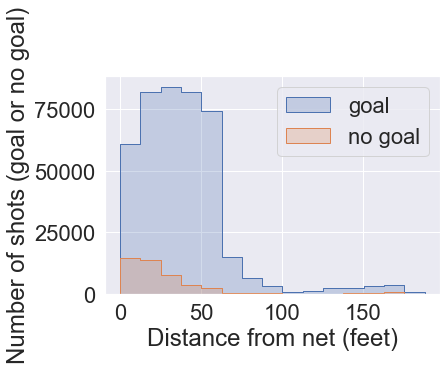 Number of shots (goal or no goal)
75000
50000
25000
0
goal
no goal
0 50 100 150
Distance from net (feet)